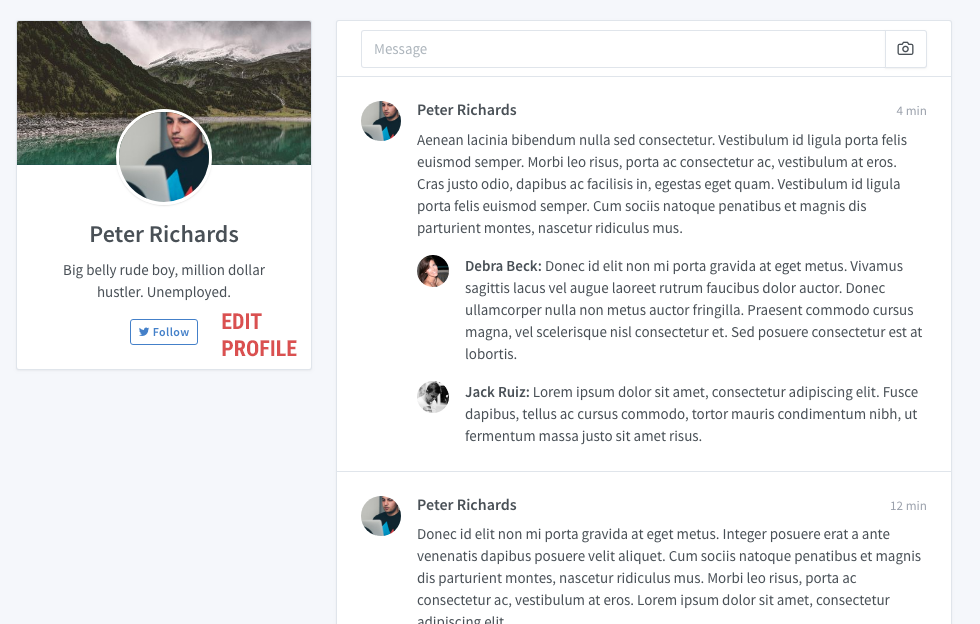 Peter Richards
Big belly rude boy, million dollar
hustler. Unemployed.
Follow
EDIT
PROFILE
Message
Peter Richards
4 min
Aenean lacinia bibendum nulla sed consectetur. Vestibulum id ligula porta felis
euismod semper. Morbi leo risus, porta ac consectetur ac, vestibulum at eros.
Cras justo odio, dapibus ac facilisis in, egestas eget quam. Vestibulum id ligula
porta felis euismod semper. Cum sociis natoque penatibus et magnis dis
parturient montes, nascetur ridiculus mus.
Debra Beck: Donec id elit non mi porta gravida at eget metus. Vivamus
sagittis lacus vel augue laoreet rutrum faucibus dolor auctor. Donec
ullamcorper nulla non metus auctor fringilla. Praesent commodo cursus
magna, vel scelerisque nisl consectetur et. Sed posuere consectetur est at
lobortis.
Jack Ruiz: Lorem ipsum dolor sit amet, consectetur adipiscing elit. Fusce
dapibus, tellus ac cursus commodo, tortor mauris condimentum nibh, ut
fermentum massa justo sit amet risus.
Peter Richards
12 min
Donec id elit non mi porta gravida at eget metus. Integer posuere erat a ante
venenatis dapibus posuere velit aliquet. Cum sociis natoque penatibus et magnis
dis parturient montes, nascetur ridiculus mus. Morbi leo risus, porta ac
consectetur ac, vestibulum at eros. Lorem ipsum dolor sit amet, consectetur
adipiscing elit.